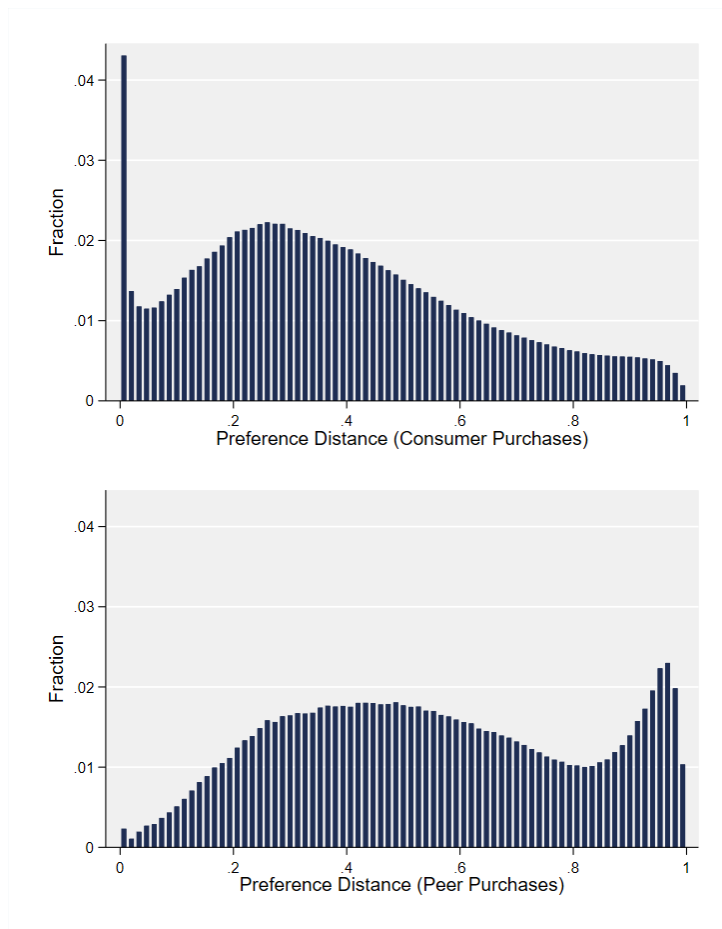 .04
.03
Fraction
.02
.01
0
0 .2 .4 .6 .8 1
Preference Distance (Consumer Purchases)
.04
.03
Fraction
.02
.01
0
0 .2 .4 .6 .8 1
Preference Distance (Peer Purchases)